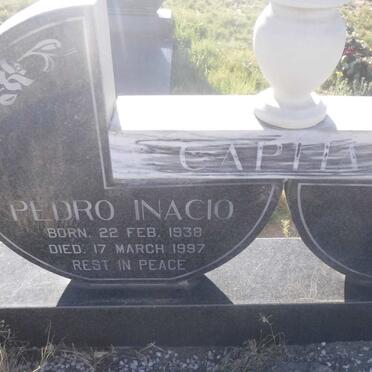 PEDRO INACIO
BORN. 22 FEB. 1938
DIED. 17 MARCH 1997
REST IN PEACE